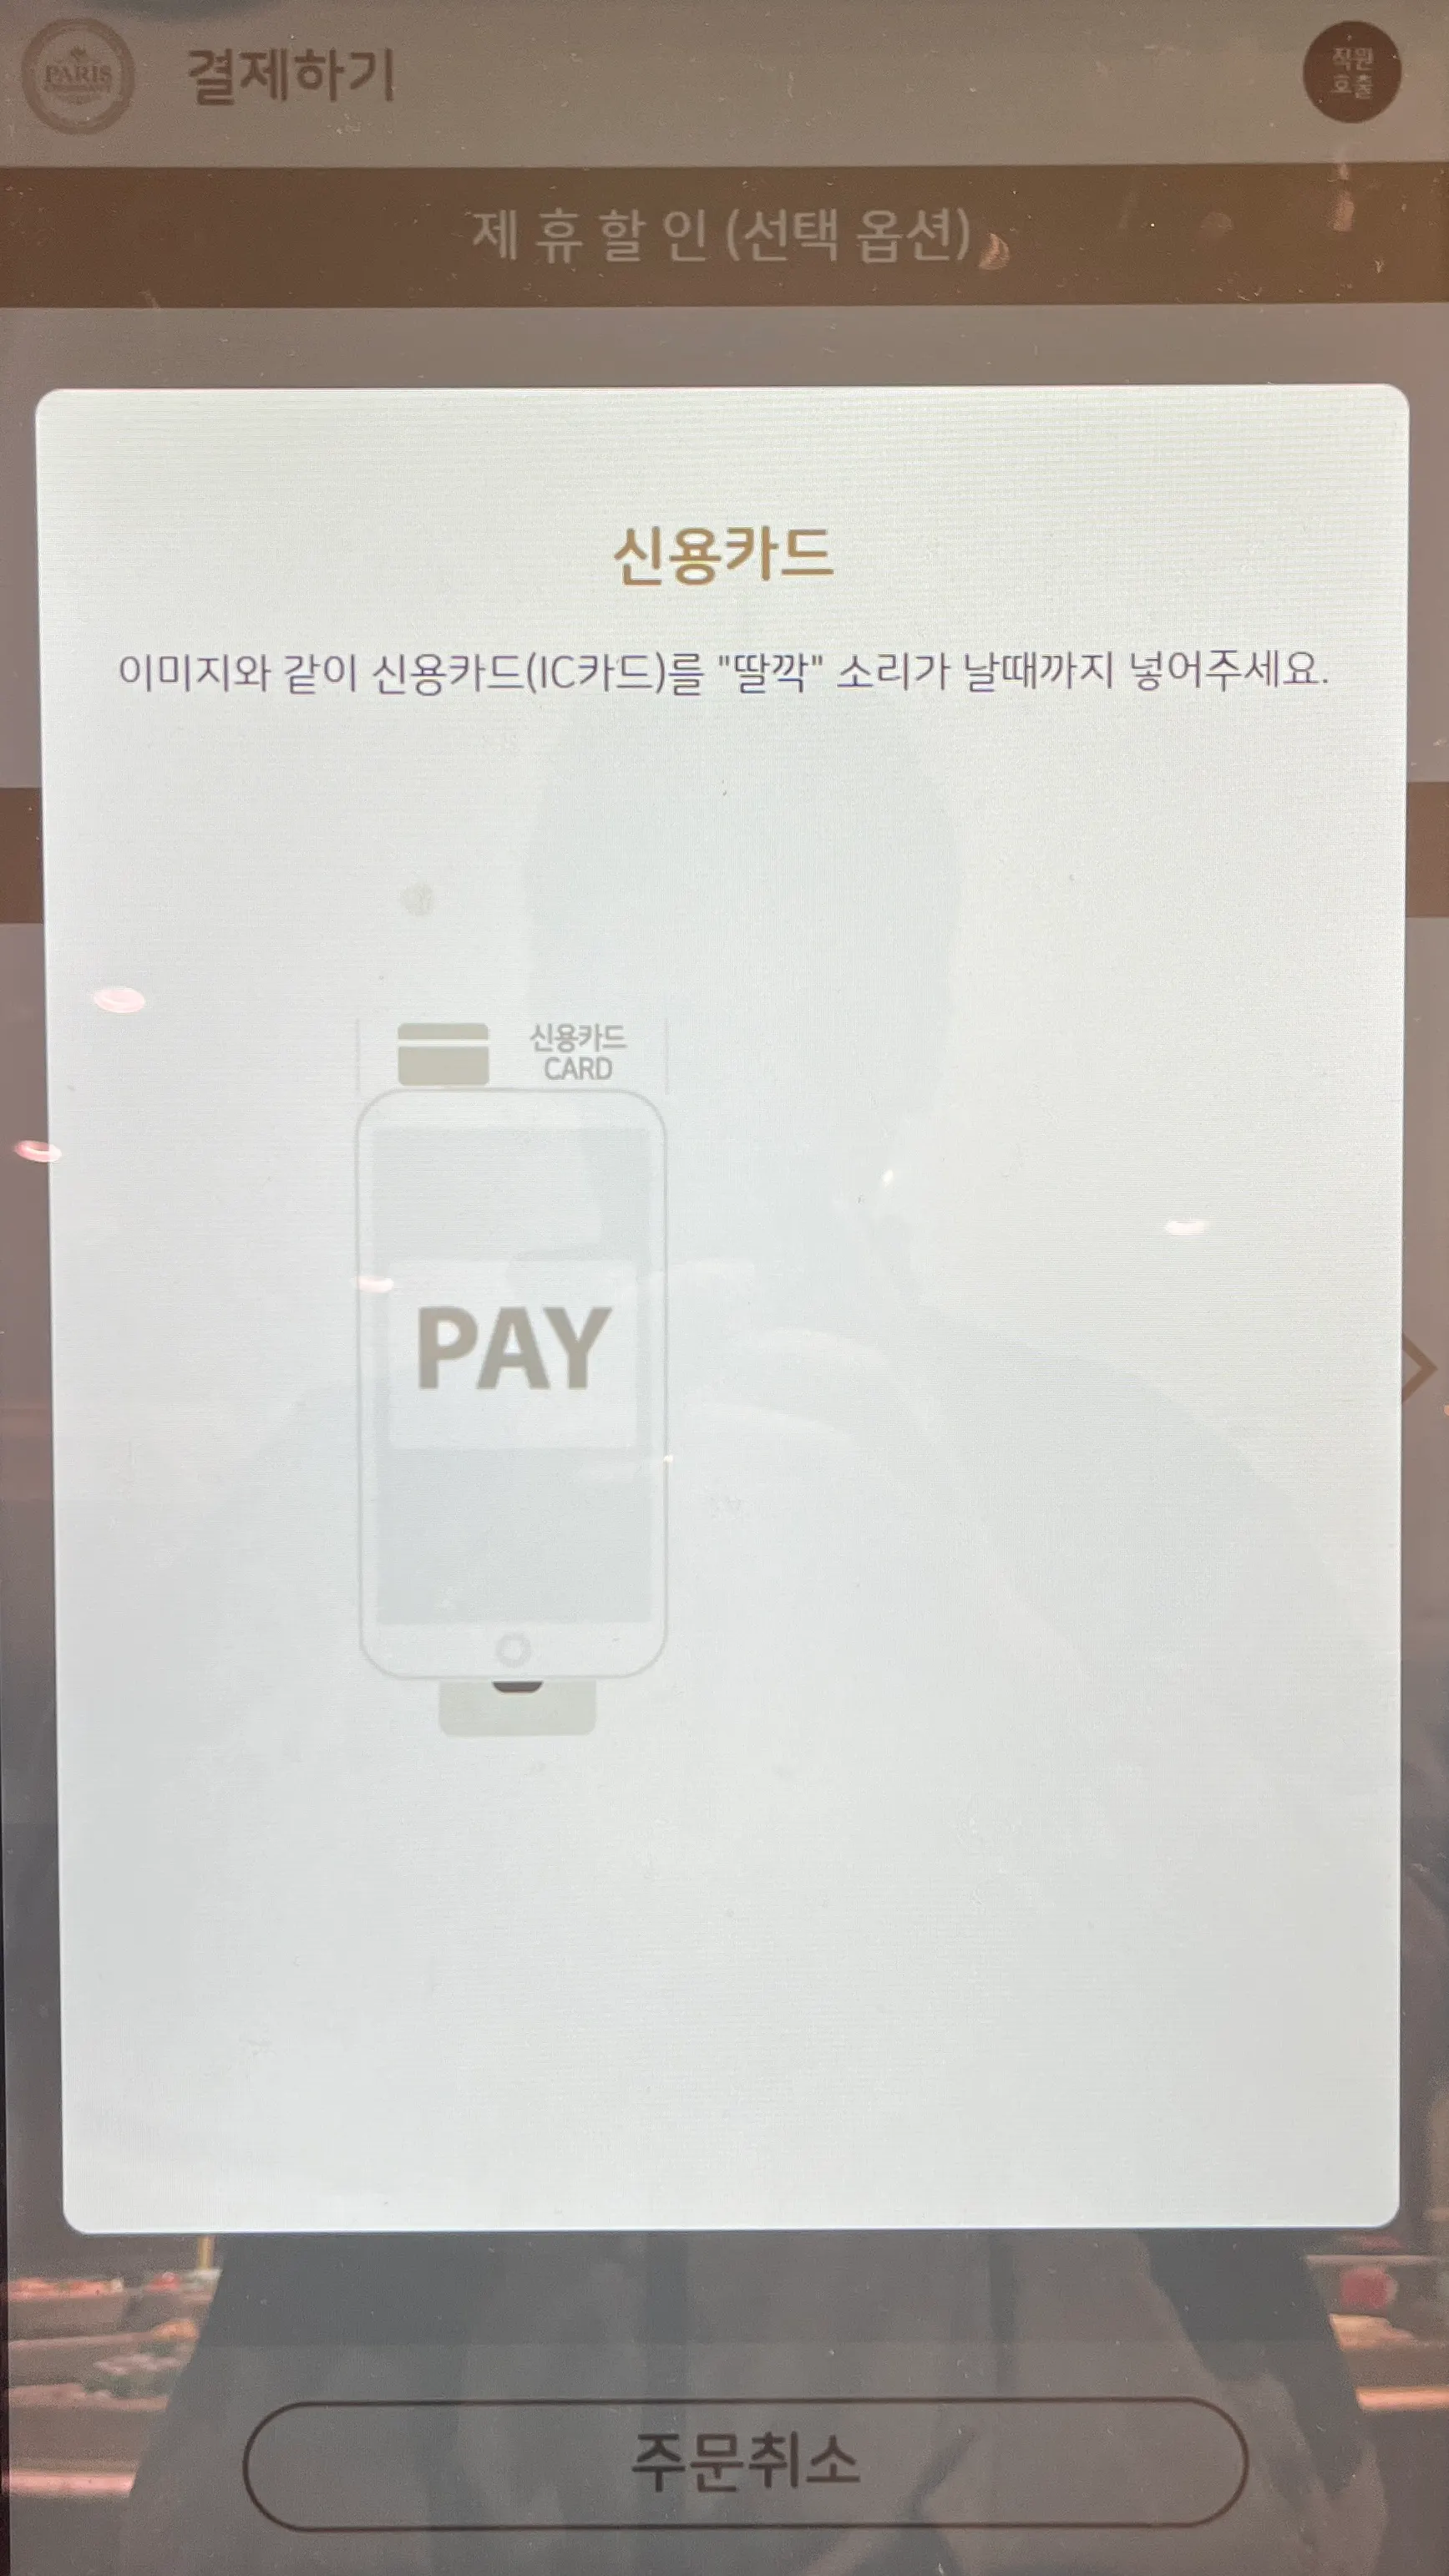 PARIS
결제하기
직원
호출
제 휴 할 인 (선택 옵션)
신용카드
이미지와 같이 신용카드(IC카드)를 "딸깍" 소리가 날때까지 넣어주세요.
신용카드
CARD
PAY
주문취소